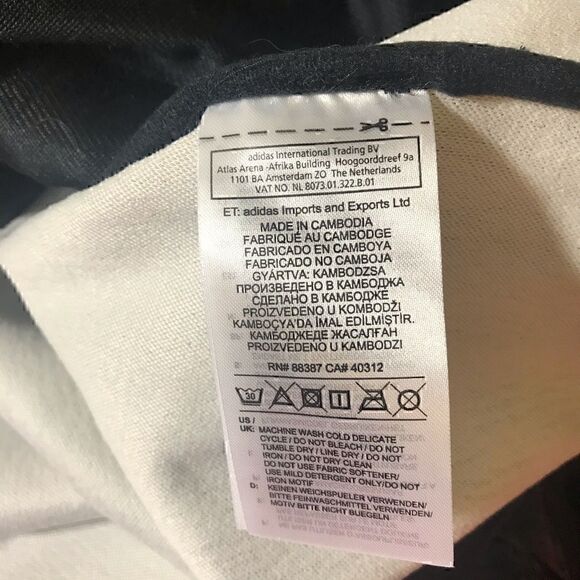 adidas International Trading BV
Atlas Arena -Afrika Building Hoogoorddreef 9a
1101 BA Amsterdam ZO The Netherlands
VAT NO. NL 8073.01.322.B.01
ET: adidas Imports and Exports Ltd
MADE IN CAMBODIA
FABRIQUÉ AU CAMBODGE
FABRICADO EN CAMBOYA
FABRICADO NO CAMBOJA
GYÁRTVA: KAMBODZSA
ПРОИЗВЕДЕНО В КАМБОДЖА
СДЕЛАНО В КАМБОДЖЕ
PROIZVEDENO U KOMBODŽI
KAMBOÇYA'DA İMAL EDİLMİŞTİR.
КАМБОДЖЕДЕ ЖАСАЛҒАН
PROIZVEDENO U KAMBODZI
RN# 88387 CA# 40312
30
US /
UK: MACHINE WASH COLD DELICATE
CYCLE / DO NOT BLEACH / DO NOT
TUMBLE DRY / LINE DRY / DO NOT
IRON / DO NOT DRY CLEAN
DO NOT USE FABRIC SOFTENER/
USE MILD DETERGENT ONLY/DO NOT
IRON MOTIF
D: KEINEN WEICHSPUELER VERWENDEN/
BITTE FEINWASCHMITTEL VERWENDEN/
MOTIV BITTE NICHT BUEGELN